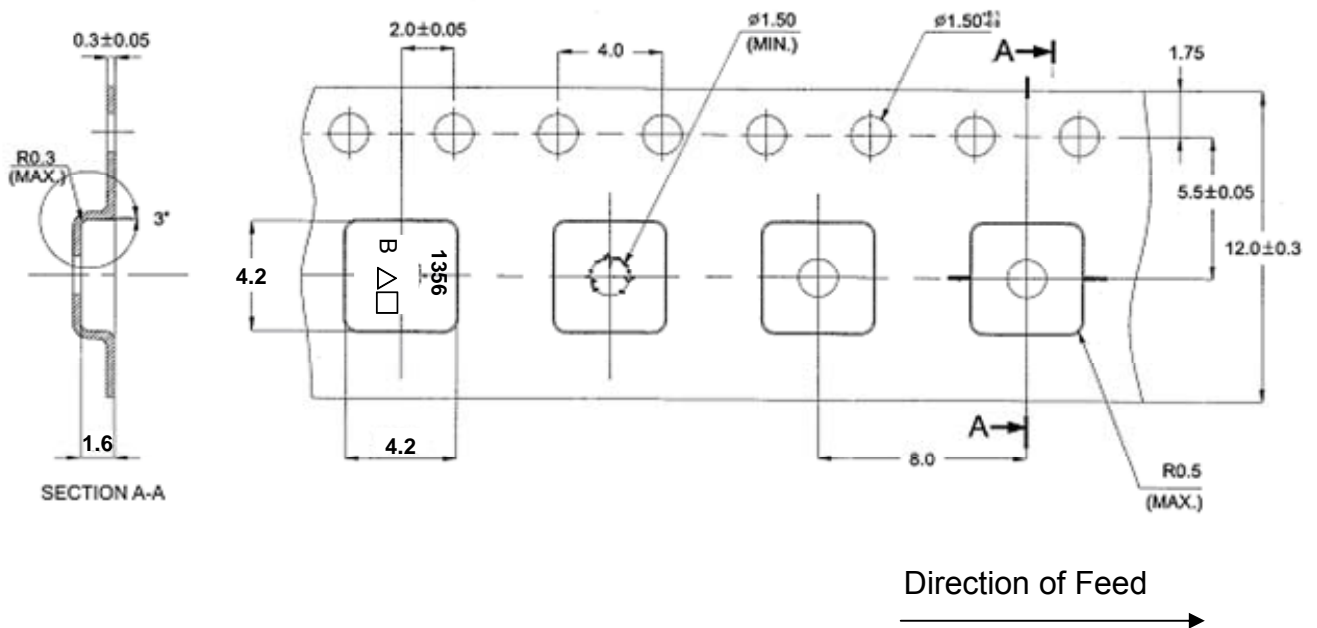 0.3±0.05
2.0±0.05
4.0
ø1.50
(MIN.)
ø1.50
A
1.75
R0.3
(MAX.)
3°
5.5±0.05
12.0±0.3
4.2
B △□
1356
1.6
4.2
A
8.0
R0.5
(MAX.)
SECTION A-A
Direction of Feed